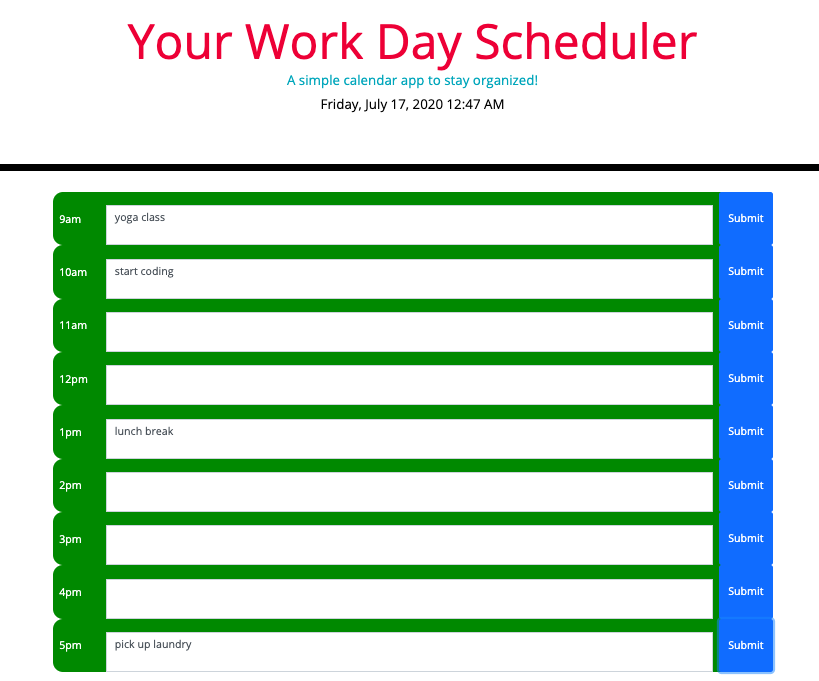 Your Work Day Scheduler
A simple calendar app to stay organized!
Friday, July 17, 2020 12:47 AM
9am yoga class Submit
10am start coding Submit
11am Submit
12pm Submit
1pm lunch break Submit
2pm Submit
3pm Submit
4pm Submit
5pm pick up laundry Submit